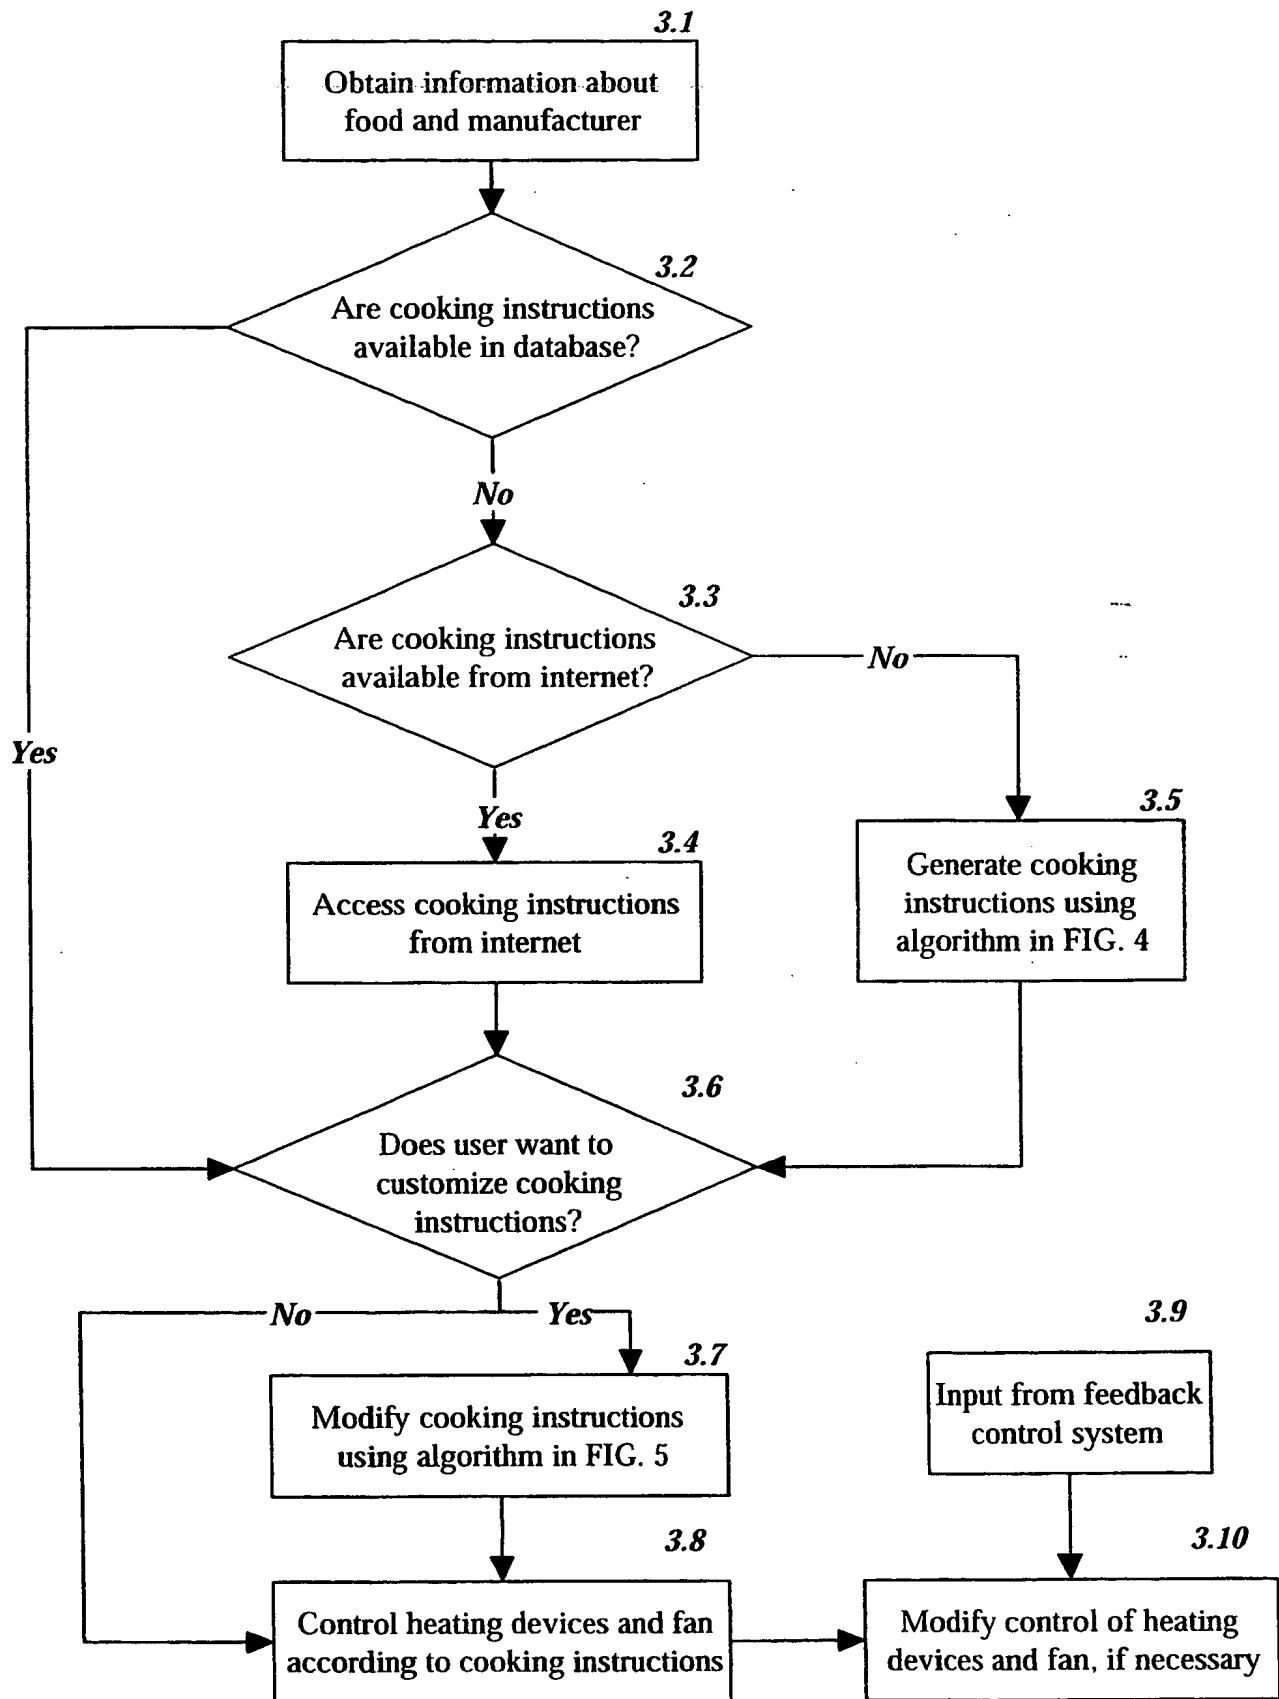 3.1
Obtain information about
food and manufacturer
3.2
Are cooking instructions
available in database?
No
3.3
Are cooking instructions
available from internet?
No
Yes
Yes
3.4
Access cooking instructions
from internet
3.5
Generate cooking
instructions using
algorithm in FIG. 4
3.6
Does user want to
customize cooking
instructions?
No
Yes
3.7
Modify cooking instructions
using algorithm in FIG. 5
3.9
Input from feedback
control system
3.8
Control heating devices and fan
according to cooking instructions
3.10
Modify control of heating
devices and fan, if necessary